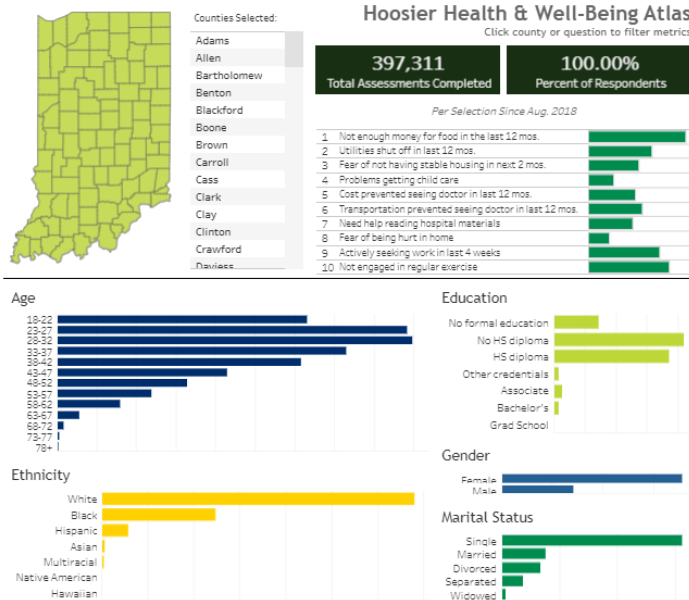 Hoosier Health & Well-Being Atlas
Click county or question to filter metrics
Counties Selected:
Adams
Allen
Bartholomew
Benton
Blackford
Boone
Brown
Carroll
Cass
Clark
Clay
Clinton
Crawford
Daviess
397,311
Total Assessments Completed
100.00%
Percent of Respondents
Per Selection Since Aug. 2018
1 Not enough money for food in the last 12 mos.
2 Utilities shut off in last 12 mos.
3 Fear of not having stable housing in next 2 mos.
4 Problems getting child care
5 Cost prevented seeing doctor in last 12 mos.
6 Transportation prevented seeing doctor in last 12 mos.
7 Need help reading hospital materials
8 Fear of being hurt in home
9 Actively seeking work in last 4 weeks
10 Not engaged in regular exercise
Age
18-22
23-27
28-32
33-37
38-42
43-47
48-52
53-57
58-62
63-67
68-72
73-77
78+
Ethnicity
White
Black
Hispanic
Asian
Multiracial
Native American
Hawaiian
Education
No formal education
No HS diploma
HS diploma
Other credentials
Associate
Bachelor's
Grad School
Gender
Female
Male
Marital Status
Single
Married
Divorced
Separated
Widowed